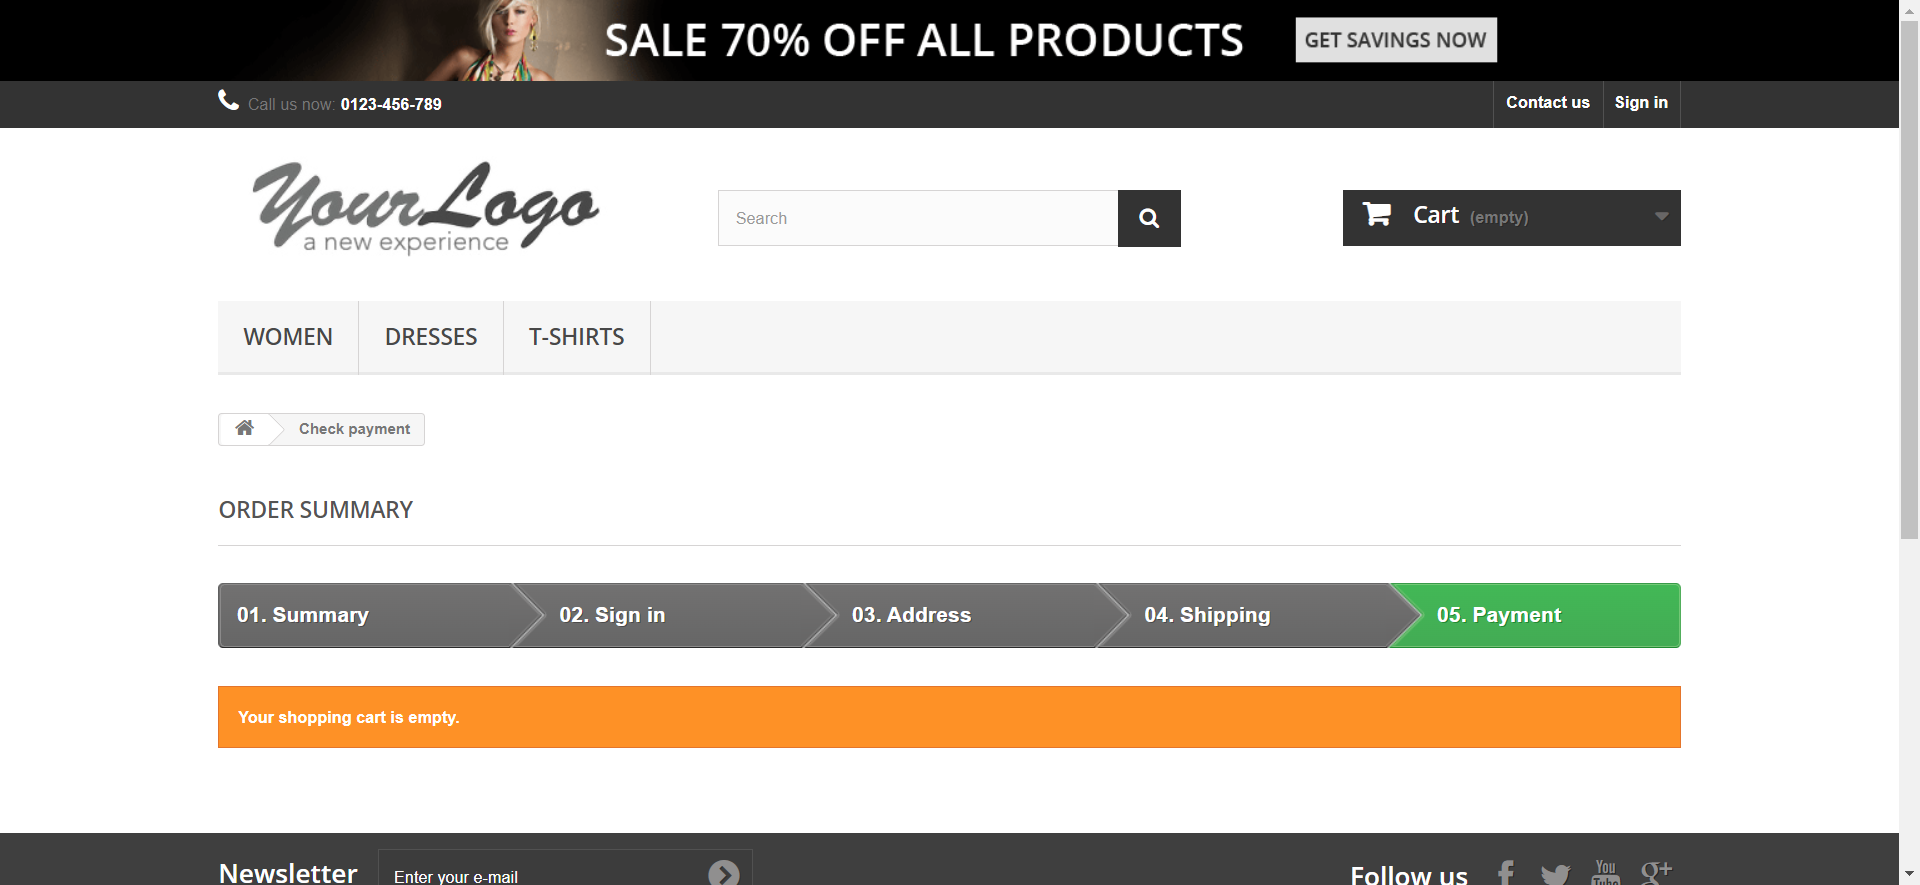 SALE 70% OFF ALL PRODUCTS
GET SAVINGS NOW
Call us now: 0123-456-789
Contact us
Sign in
YourLogo
a new experience
Search
Cart (empty)
WOMEN
DRESSES
T-SHIRTS
Check payment
ORDER SUMMARY
01. Summary
02. Sign in
03. Address
04. Shipping
05. Payment
Your shopping cart is empty.
Newsletter
Enter your e-mail
Follow us
f
You
Tube
g+